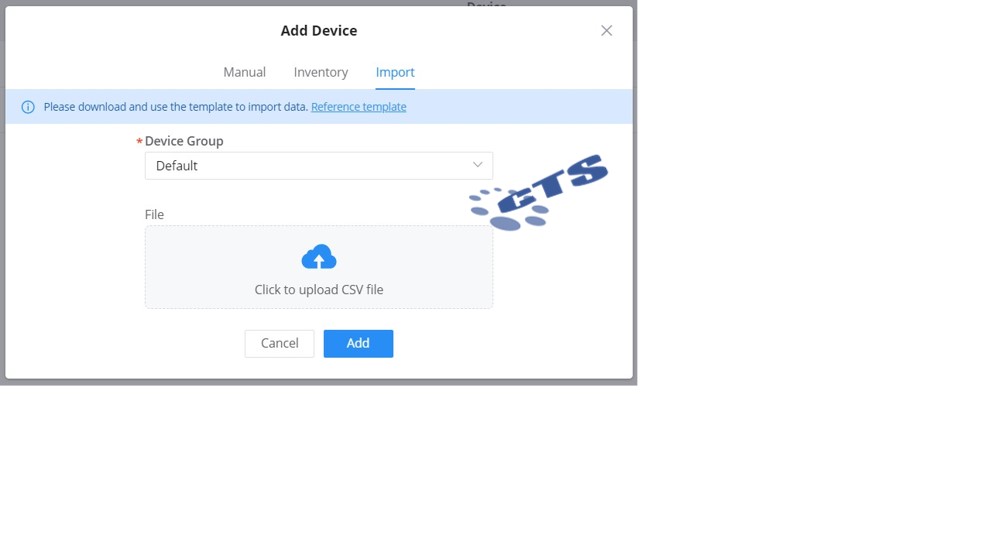 Add Device
Manual Inventory Import
Please download and use the template to import data. Reference template
* Device Group
Default
GTS
File
Click to upload CSV file
Cancel Add